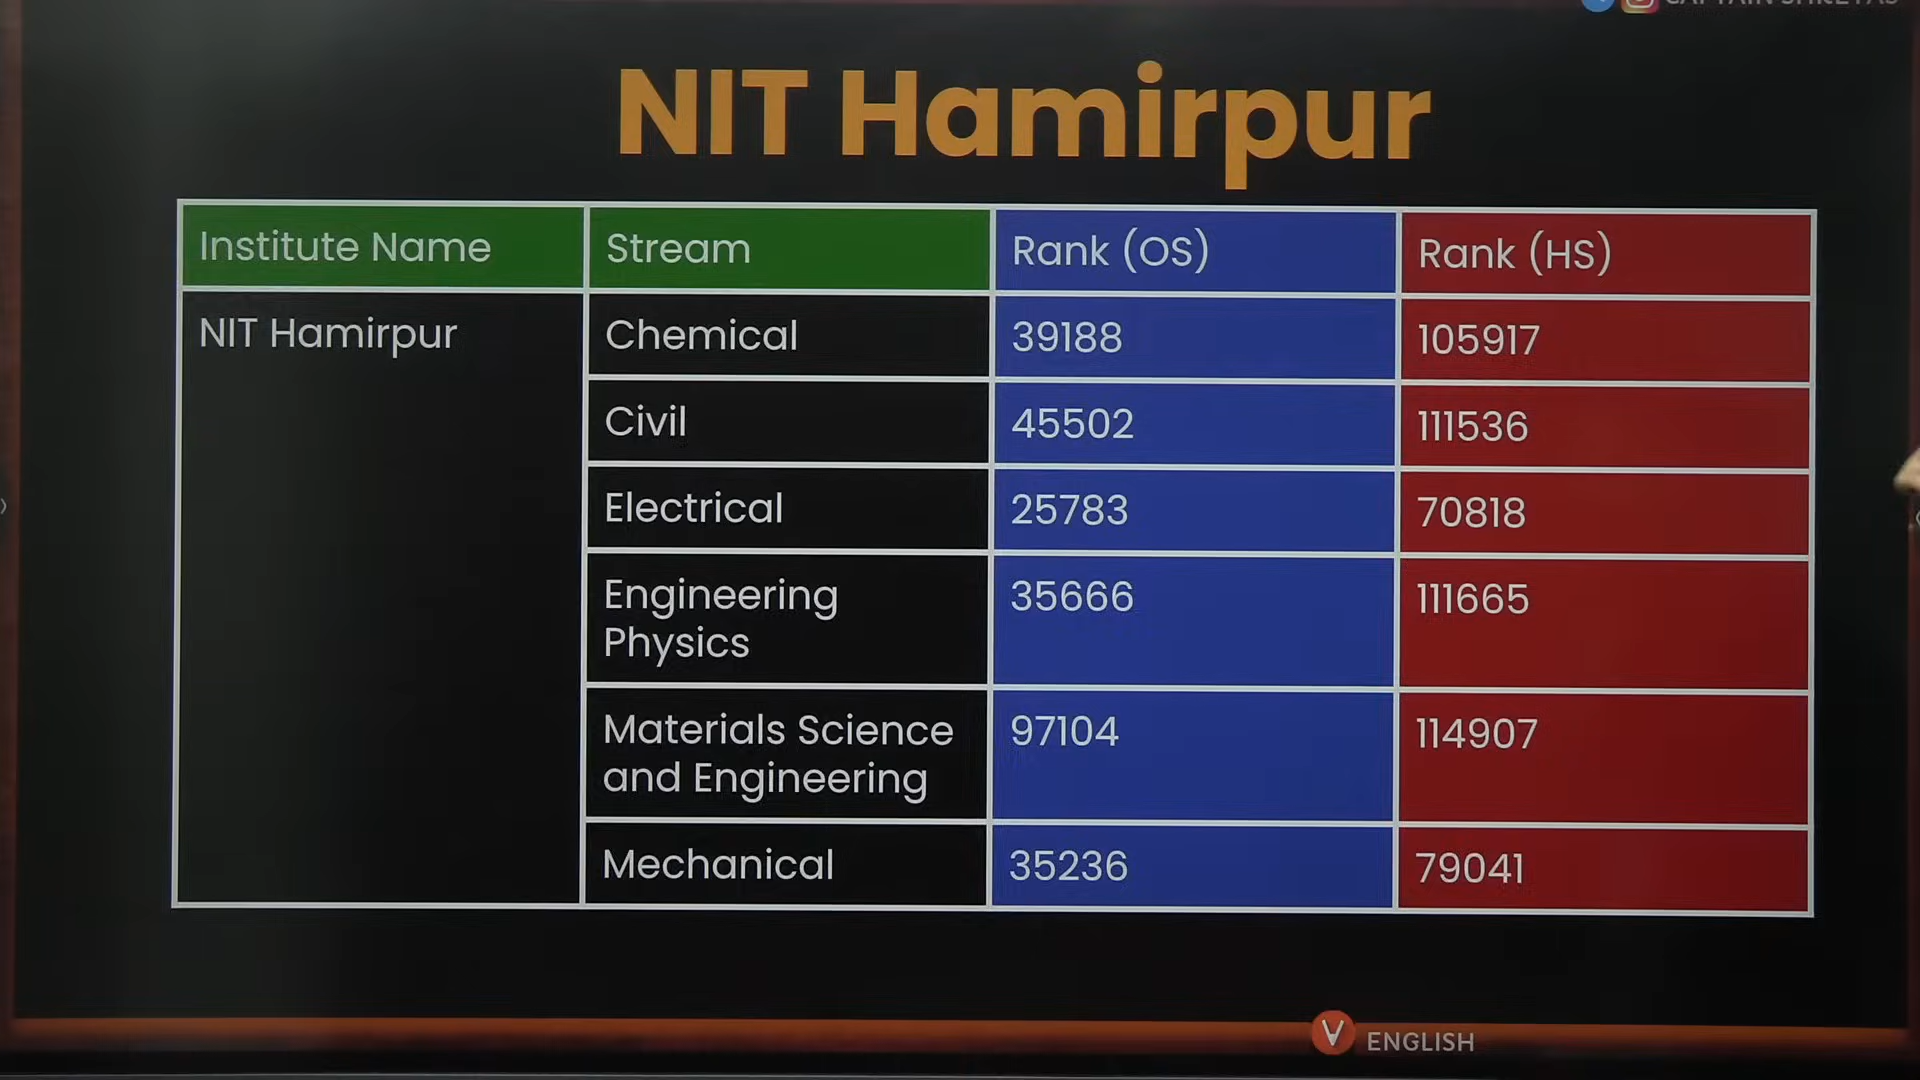 NIT Hamirpur
Institute Name
Stream
Rank (OS)
Rank (HS)
NIT Hamirpur
Chemical
39188
105917
Civil
45502
111536
Electrical
25783
70818
Engineering
Physics
35666
111665
Materials Science
and Engineering
97104
114907
Mechanical
35236
79041
V ENGLISH